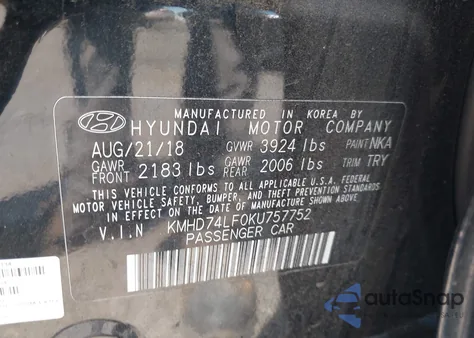 MANUFACTURED IN KOREA BY
HYUNDAI MOTOR COMPANY
AUG/21/18 GVWR 3924 lbs PAINT NKA
GAWR FRONT 2183 lbs GAWR REAR 2006 lbs TRIM TRY
THIS VEHICLE CONFORMS TO ALL APPLICABLE U.S.A. FEDERAL
MOTOR VEHICLE SAFETY, BUMPER, AND THEFT PREVENTION
STANDARDS IN EFFECT ON THE DATE OF MANUFACTURE SHOWN ABOVE.
V.I.N KMHD74LF0KU757752
PASSENGER CAR
autoSnap